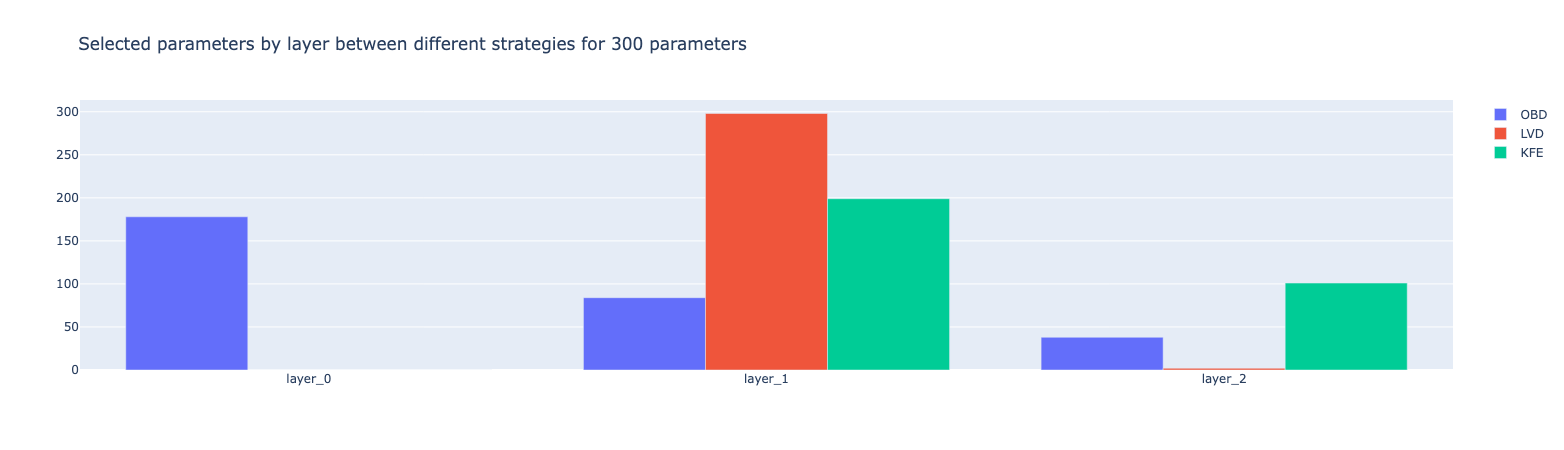 Selected parameters by layer between different strategies for 300 parameters
300
250
200
150
100
50
0
layer_0
layer_1
layer_2
OBD
LVD
KFE